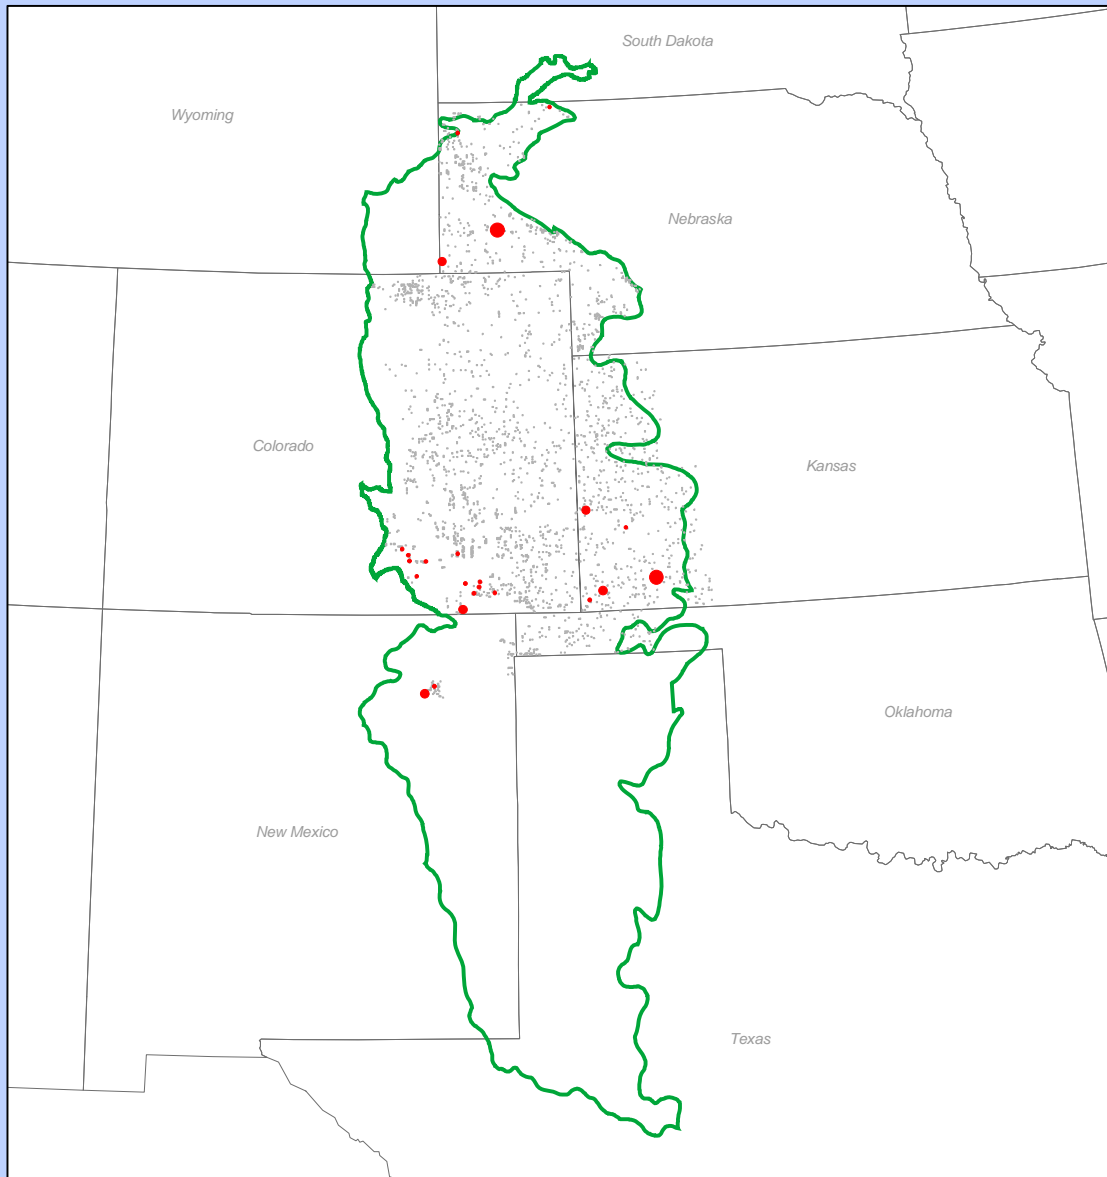 South Dakota
Wyoming
Nebraska
Colorado
Kansas
Oklahoma
New Mexico
Texas